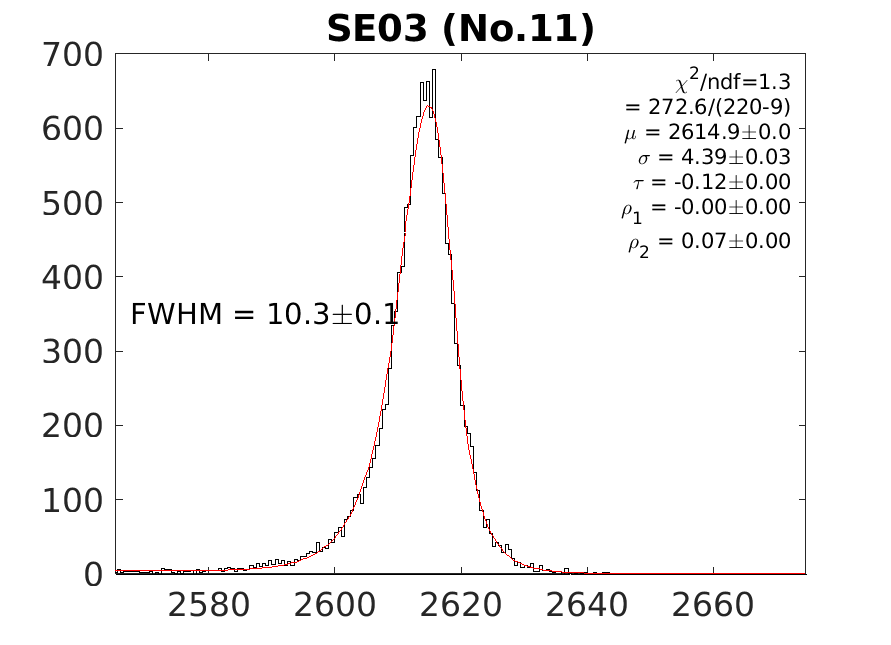 SE03 (No.11)
700
600
500
400
300
200
100
0
2580 2600 2620 2640 2660
FWHM = 10.3±0.1
χ²/ndf=1.3
= 272.6/(220-9)
μ = 2614.9±0.0
σ = 4.39±0.03
τ = -0.12±0.00
ρ₁ = -0.00±0.00
ρ₂ = 0.07±0.00